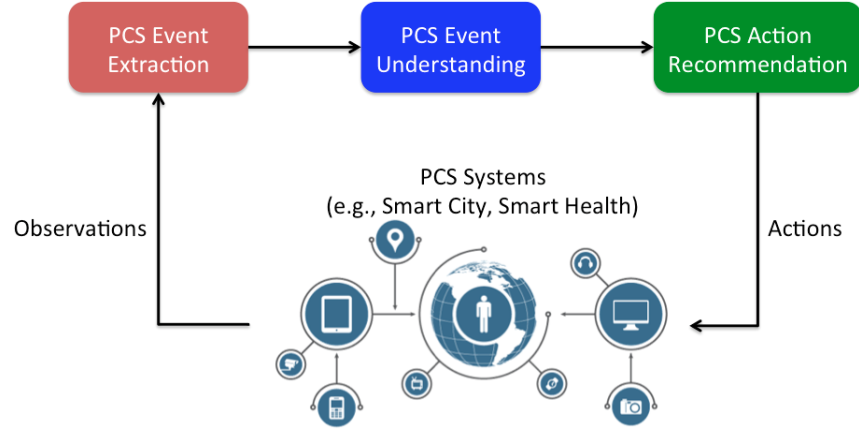 PCS Event
Extraction
PCS Event
Understanding
PCS Action
Recommendation
PCS Systems
(e.g., Smart City, Smart Health)
Observations
Actions